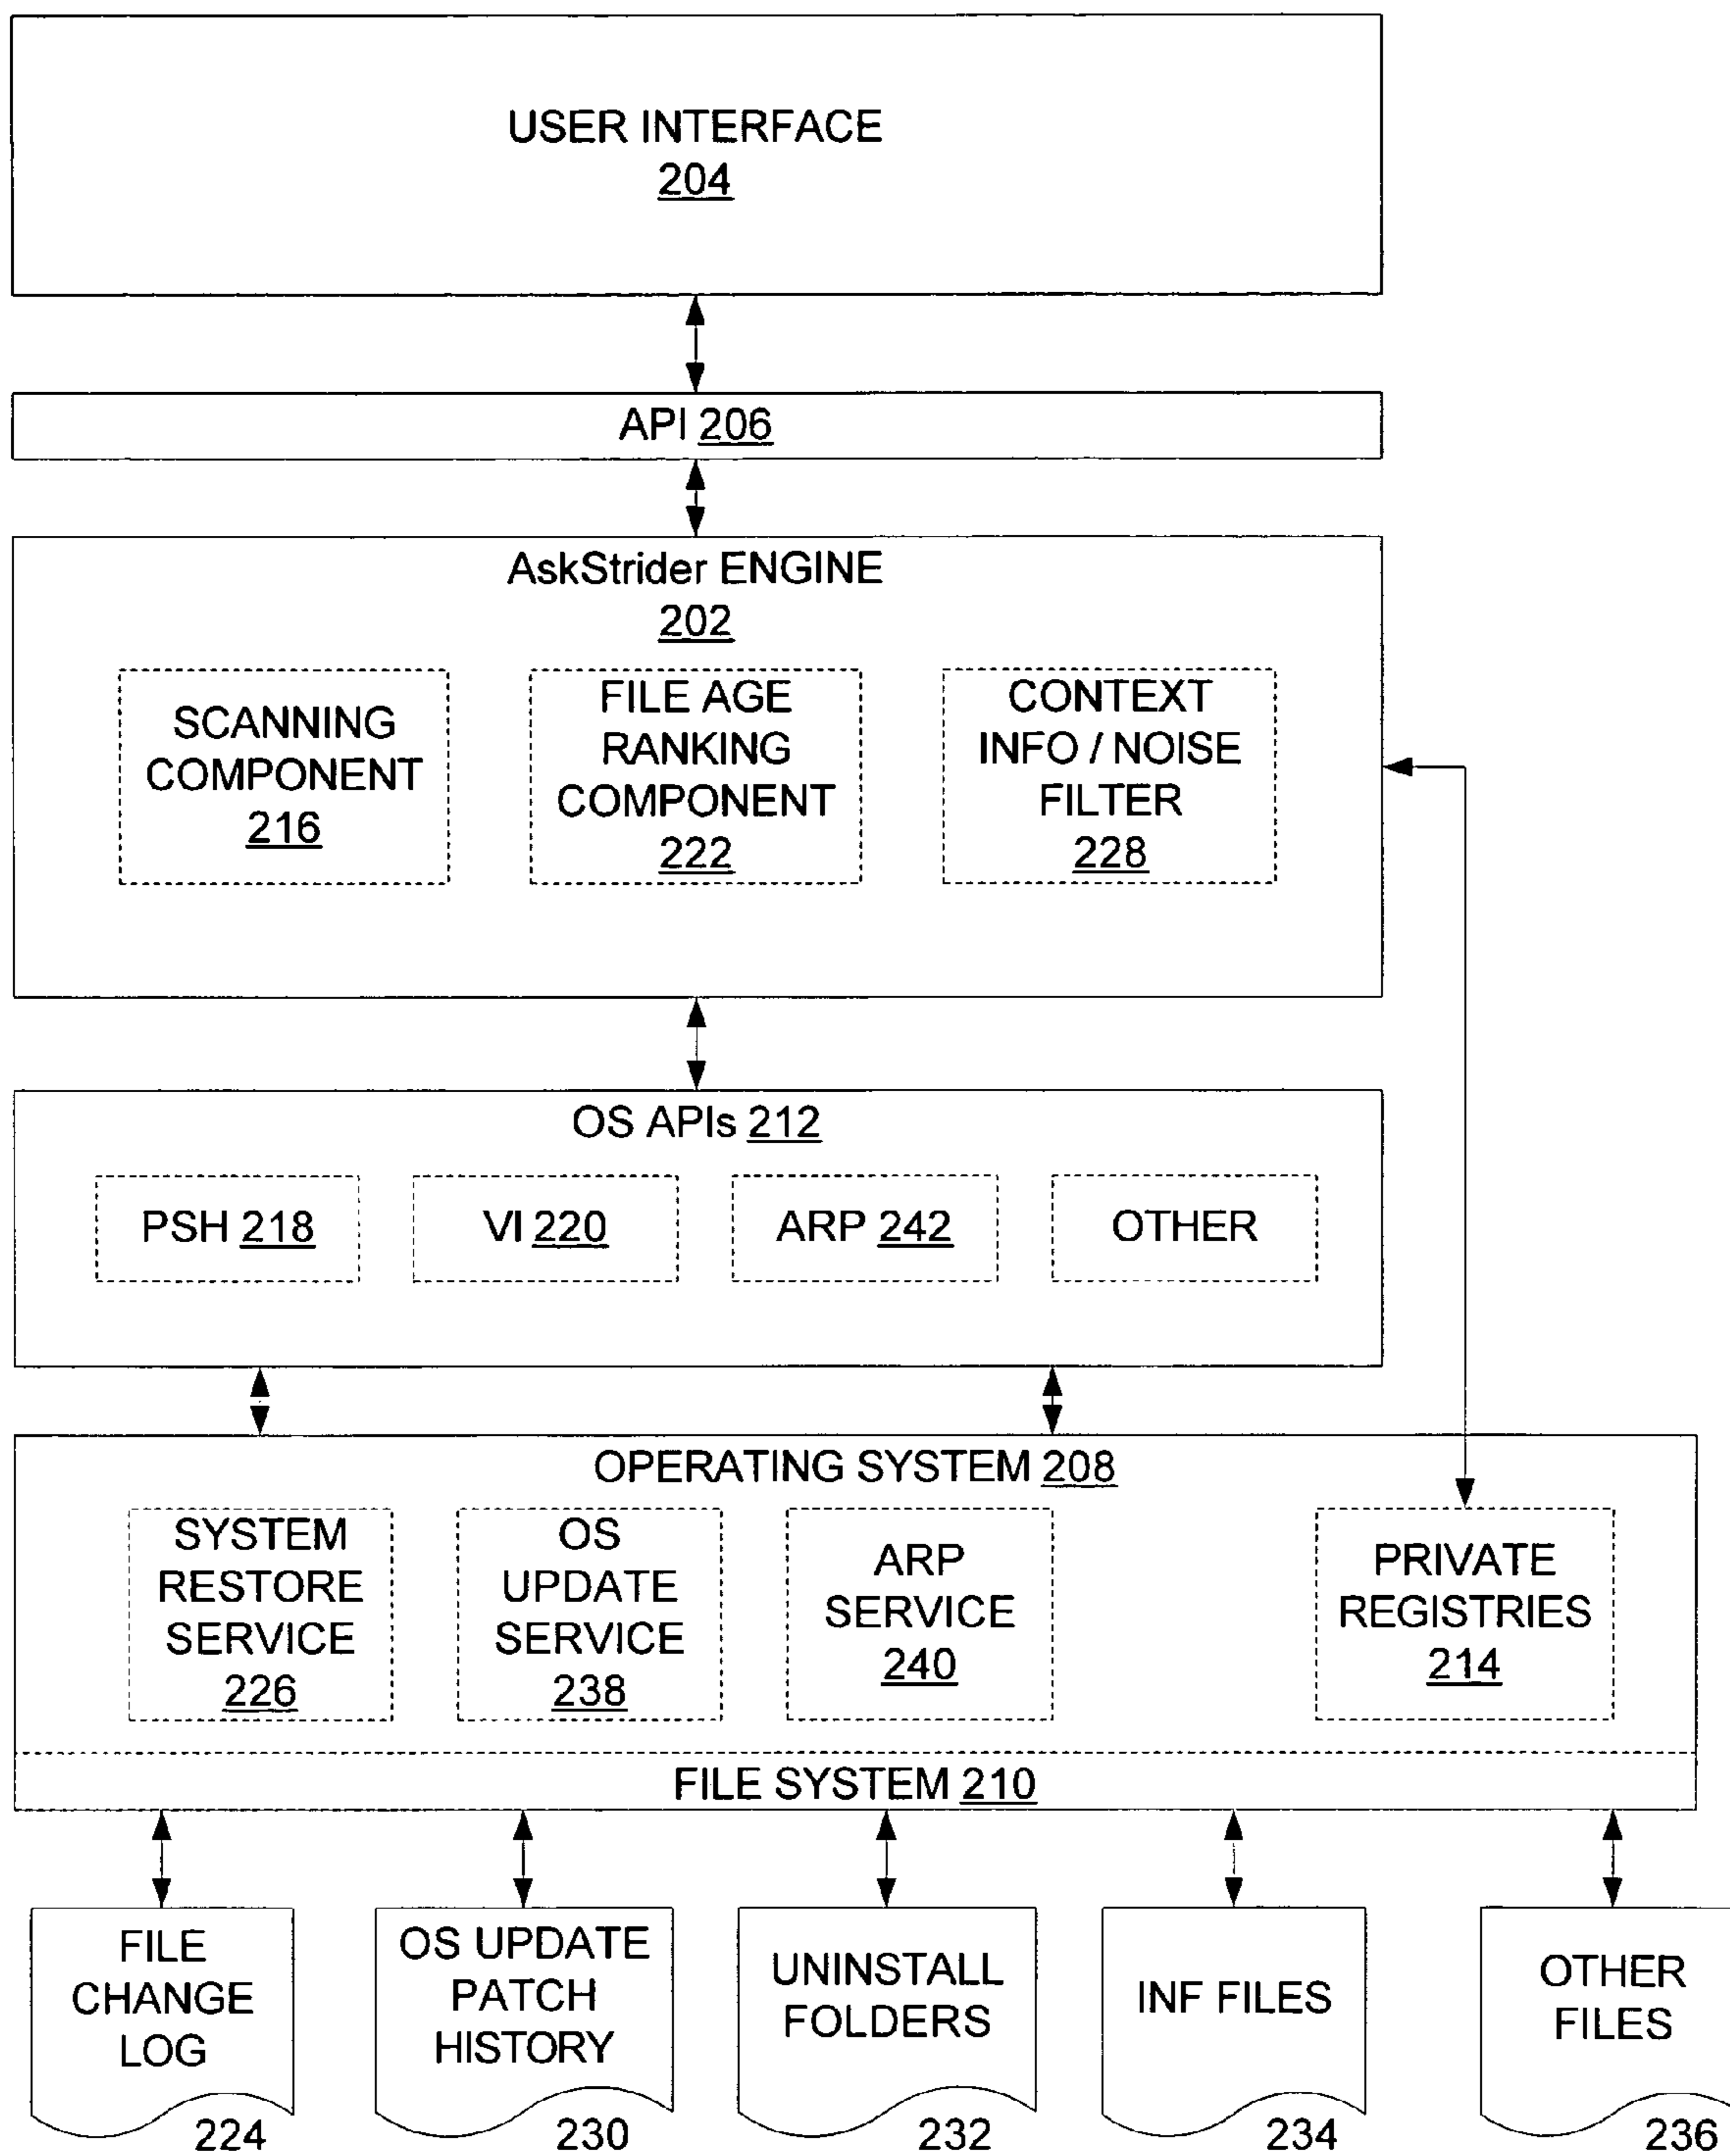 USER INTERFACE
204
API 206
AskStrider ENGINE
202
SCANNING
COMPONENT
216
FILE AGE
RANKING
COMPONENT
222
CONTEXT
INFO / NOISE
FILTER
228
OS APIs 212
PSH 218
VI 220
ARP 242
OTHER
OPERATING SYSTEM 208
SYSTEM
RESTORE
SERVICE
226
OS
UPDATE
SERVICE
238
ARP
SERVICE
240
PRIVATE
REGISTRIES
214
FILE SYSTEM 210
FILE
CHANGE
LOG
224
OS UPDATE
PATCH
HISTORY
230
UNINSTALL
FOLDERS
232
INF FILES
234
OTHER
FILES
236